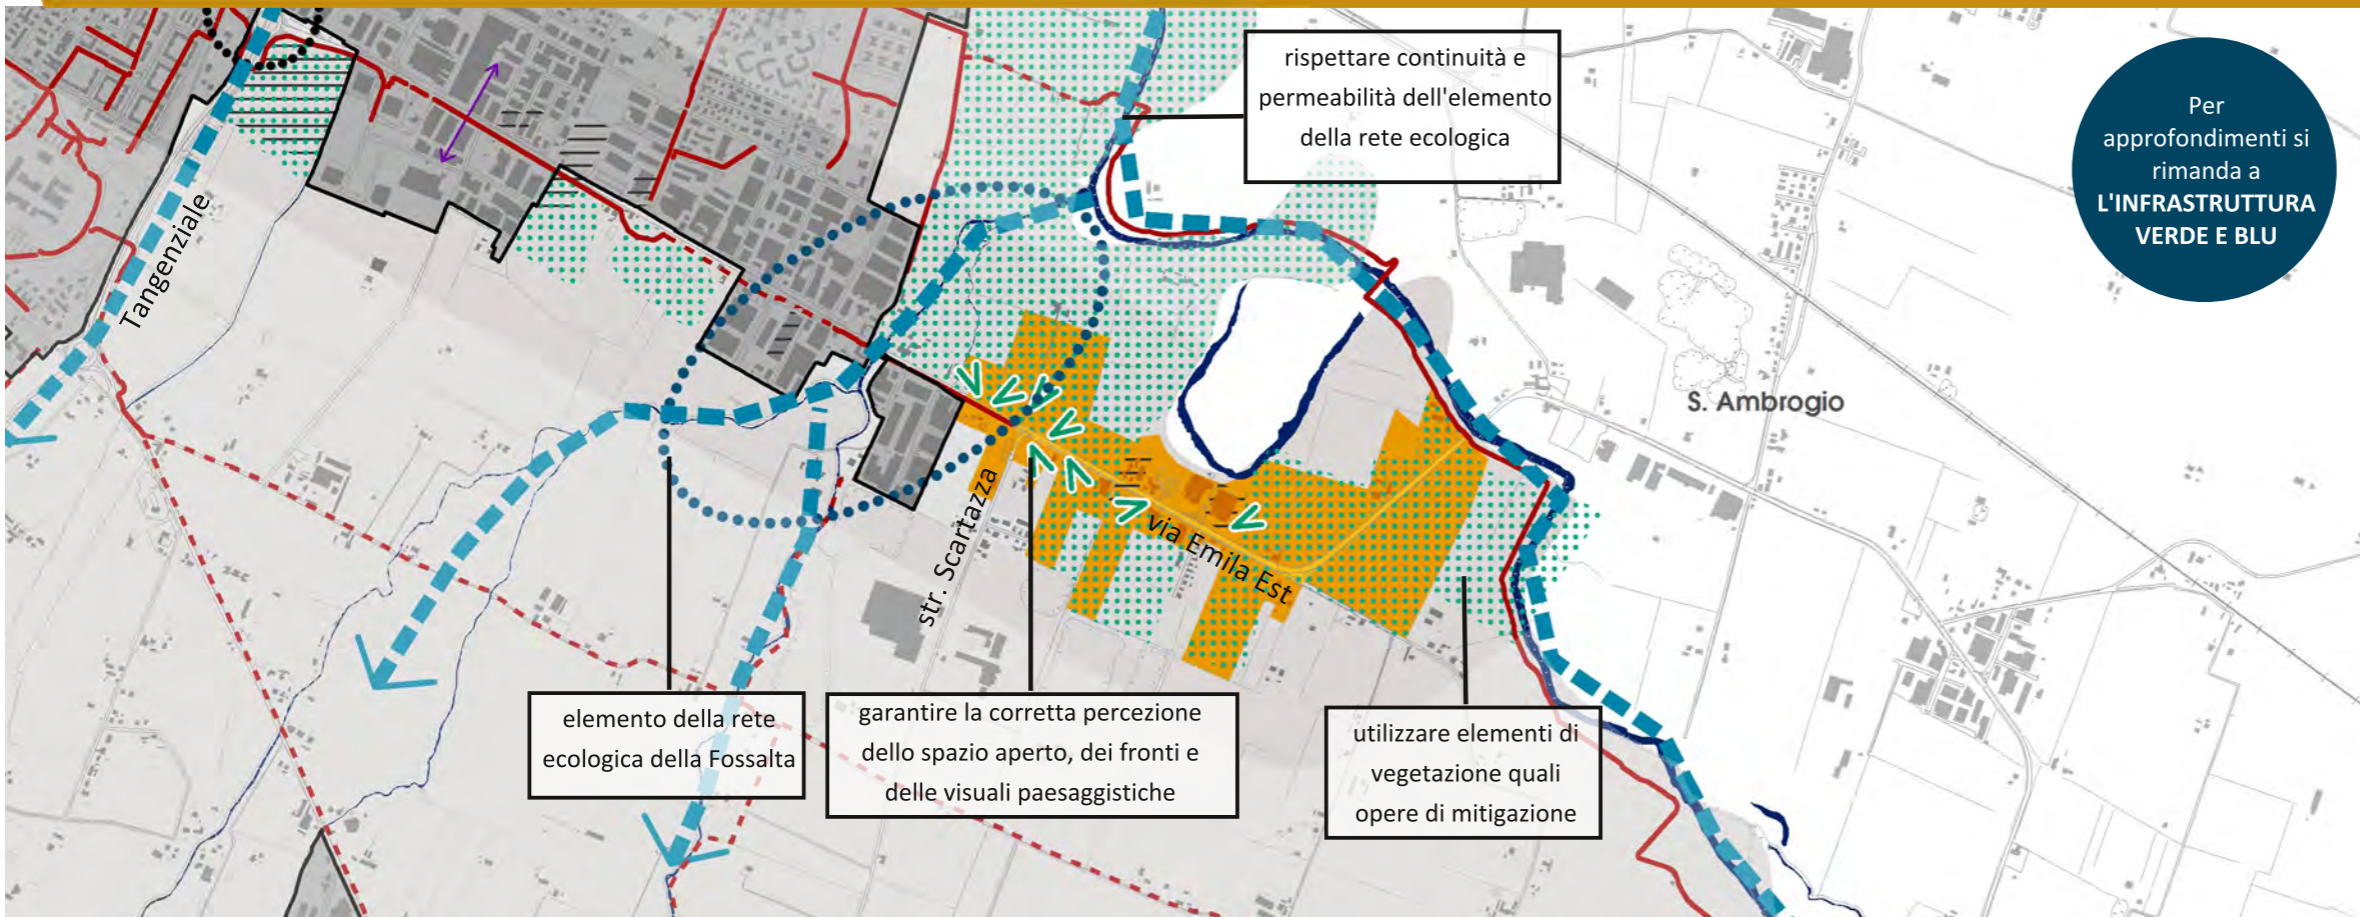 rispettare continuità e
permeabilità dell'elemento
della rete ecologica
Per
approfondimenti si
rimanda a
L'INFRASTRUTTURA
VERDE E BLU
Tangenziale
S. Ambrogio
str. Scartazza
via Emila Est
elemento della rete
ecologica della Fossalta
garantire la corretta percezione
dello spazio aperto, dei fronti e
delle visuali paesaggistiche
utilizzare elementi di
vegetazione quali
opere di mitigazione